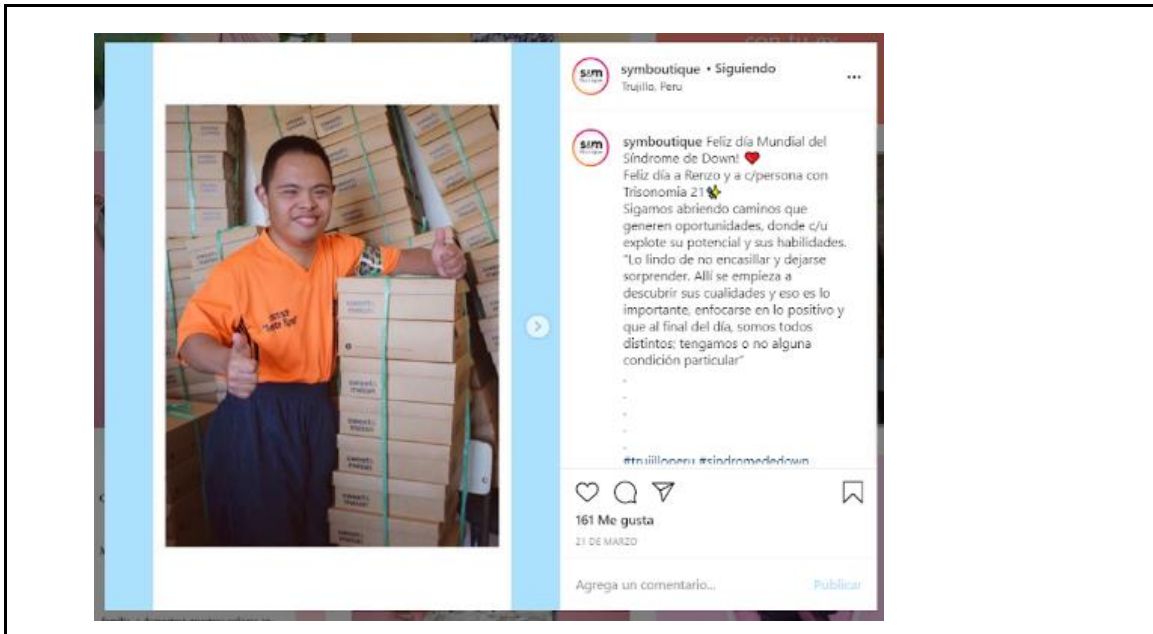 symboutique • Siguiendo
Trujillo, Peru
symboutique Feliz día Mundial del
Síndrome de Down!
Feliz día a Renzo y a c/persona con
Trisonomía 21
Sigamos abriendo caminos que
generen oportunidades, donde c/u
explote su potencial y sus habilidades.
"Lo lindo de no encasillar y dejarse
sorprender. Allí se empieza a
descubrir sus cualidades y eso es lo
importante, enfocarse en lo positivo y
que al final del día, somos todos
distintos; tengamos o no alguna
condición particular"
.
.
.
.
.
#trujilloperu #sindromededown
161 Me gusta
21 DE MARZO
Agrega un comentario...
Publicar